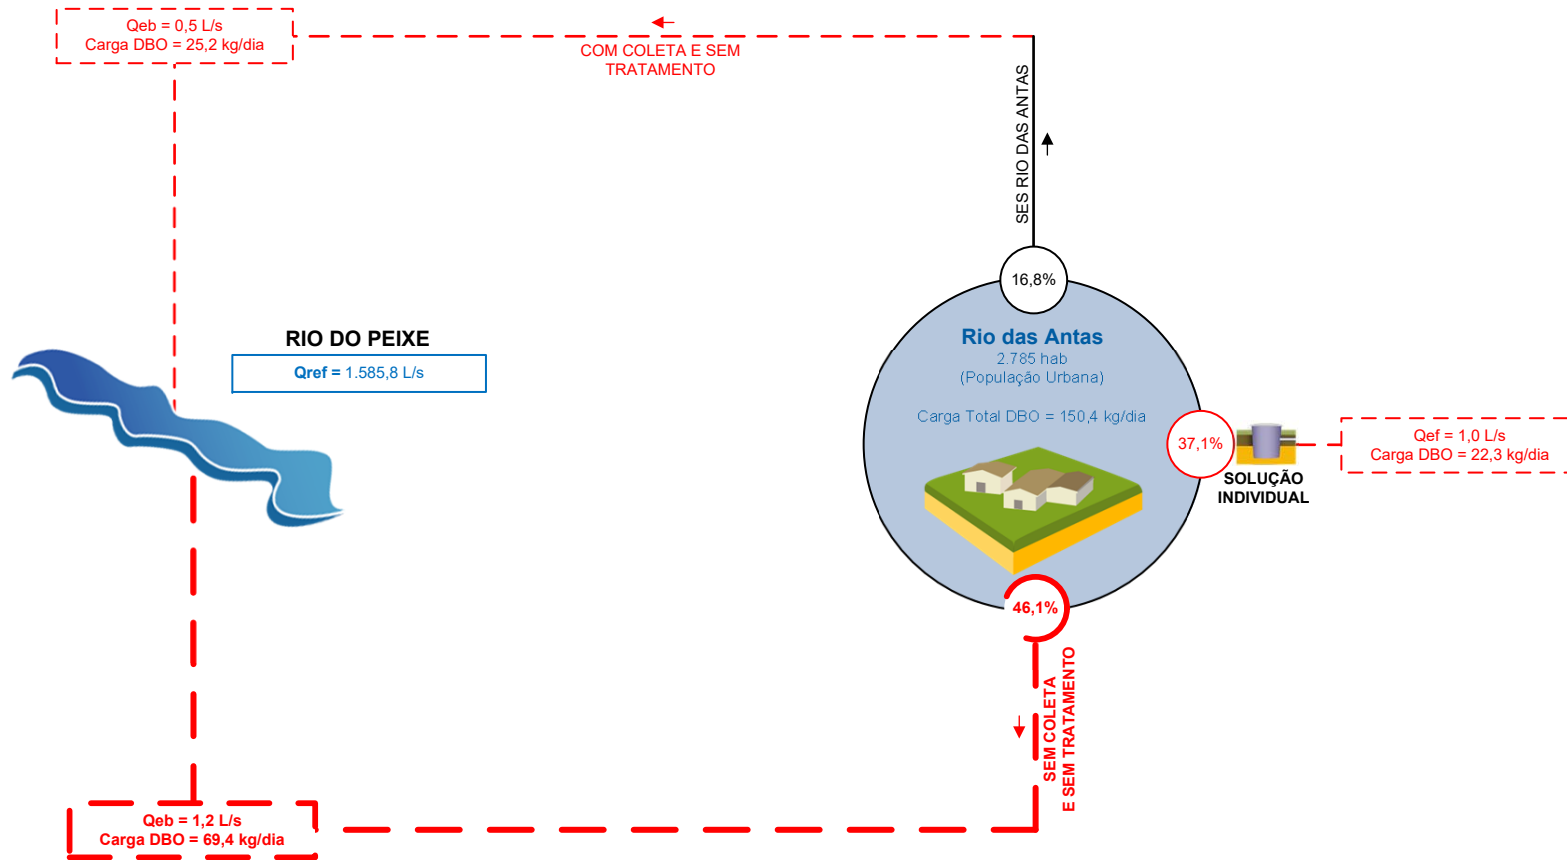 Qeb = 0,5 L/s
Carga DBO = 25,2 kg/dia
COM COLETA E SEM
TRATAMENTO
SES RIO DAS ANTAS
16,8%
RIO DO PEIXE
Qref = 1.585,8 L/s
Rio das Antas
2.785 hab
(População Urbana)
Carga Total DBO = 150,4 kg/dia
37,1%
SOLUÇÃO
INDIVIDUAL
Qef = 1,0 L/s
Carga DBO = 22,3 kg/dia
46,1%
SEM COLETA
E SEM TRATAMENTO
Qeb = 1,2 L/s
Carga DBO = 69,4 kg/dia